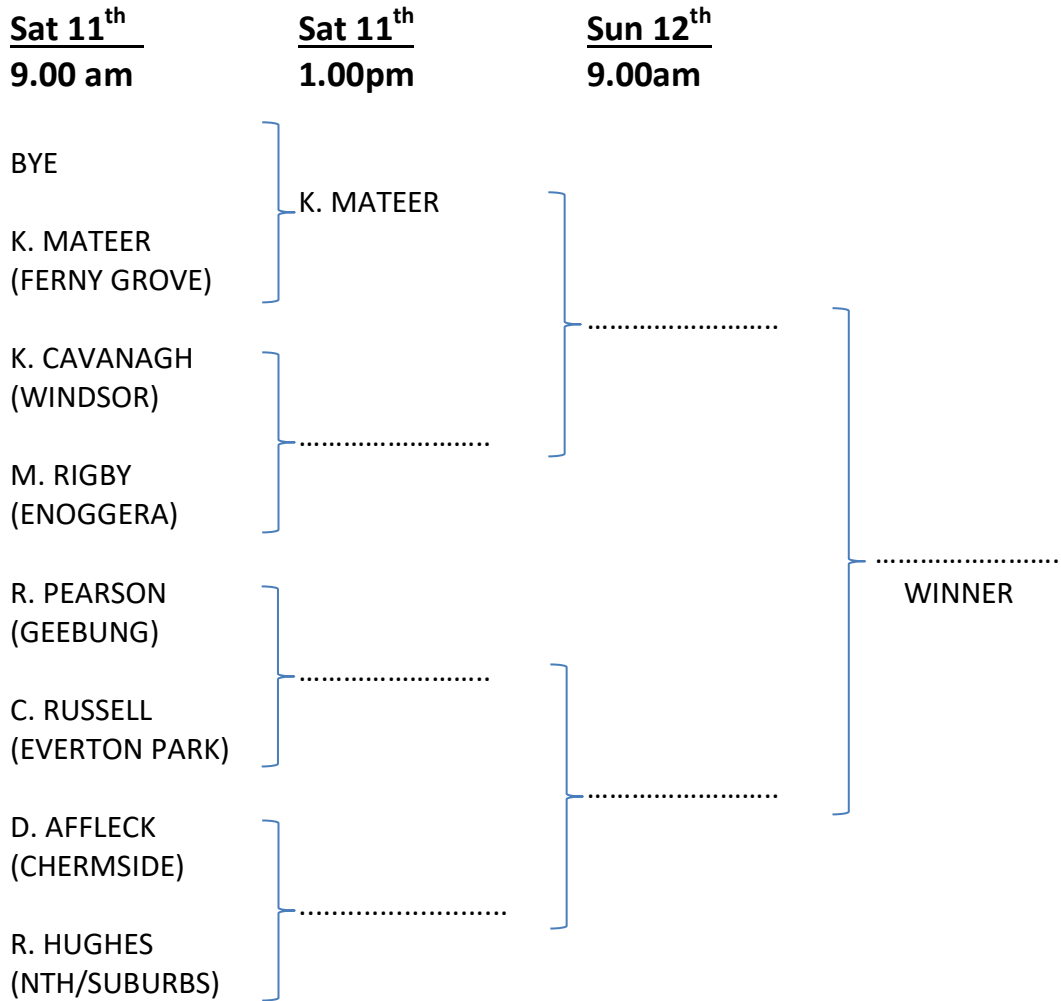 Sat 11th Sat 11th Sun 12th
9.00 am 1.00pm 9.00am
BYE
K. MATEER
K. MATEER
(FERNY GROVE)
…………………………..
K. CAVANAGH
(WINDSOR)
…………………………..
M. RIGBY
(ENOGGERA)
…………………………..
R. PEARSON
WINNER
(GEEBUNG)
…………………………..
C. RUSSELL
(EVERTON PARK)
…………………………..
D. AFFLECK
(CHERMSIDE)
…………………………..
R. HUGHES
(NTH/SUBURBS)